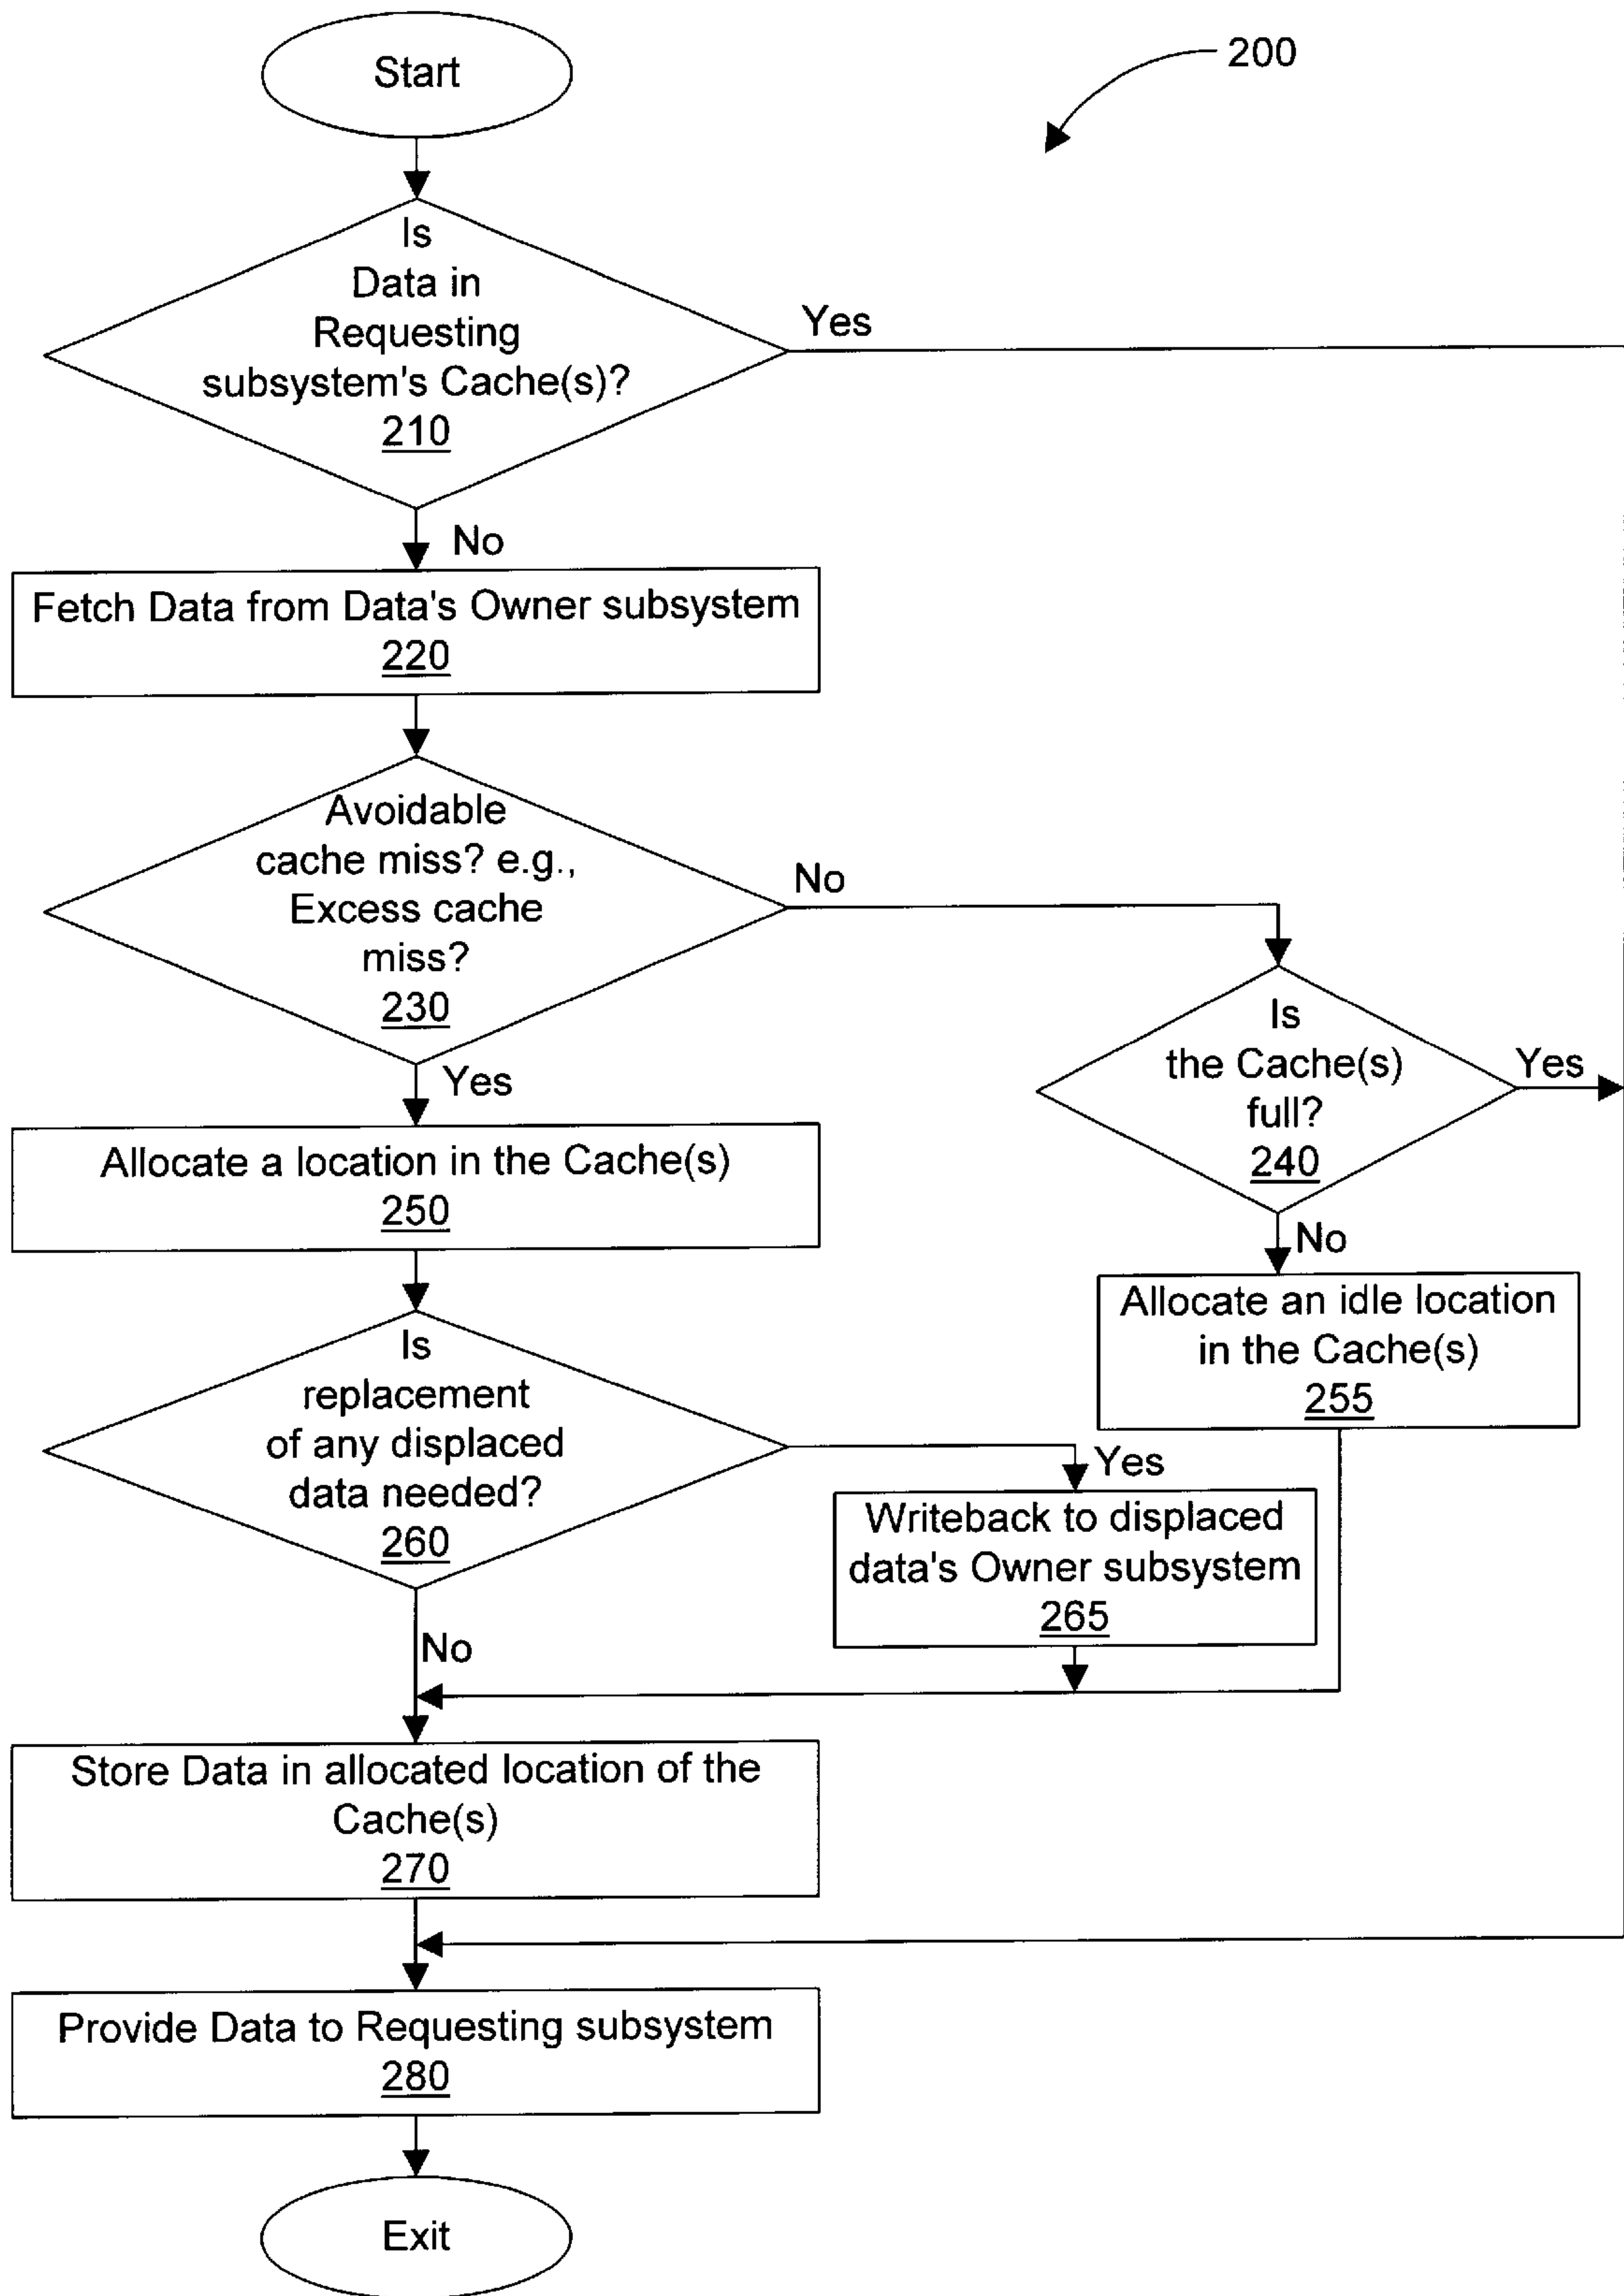 Start
200
Is
Data in
Requesting
subsystem's Cache(s)?
210
Yes
No
Fetch Data from Data's Owner subsystem
220
Avoidable
cache miss? e.g.,
Excess cache
miss?
230
No
Yes
Is
the Cache(s)
full?
240
Yes
No
Allocate a location in the Cache(s)
250
Allocate an idle location
in the Cache(s)
255
Is
replacement
of any displaced
data needed?
260
Yes
No
Writeback to displaced
data's Owner subsystem
265
Store Data in allocated location of the
Cache(s)
270
Provide Data to Requesting subsystem
280
Exit